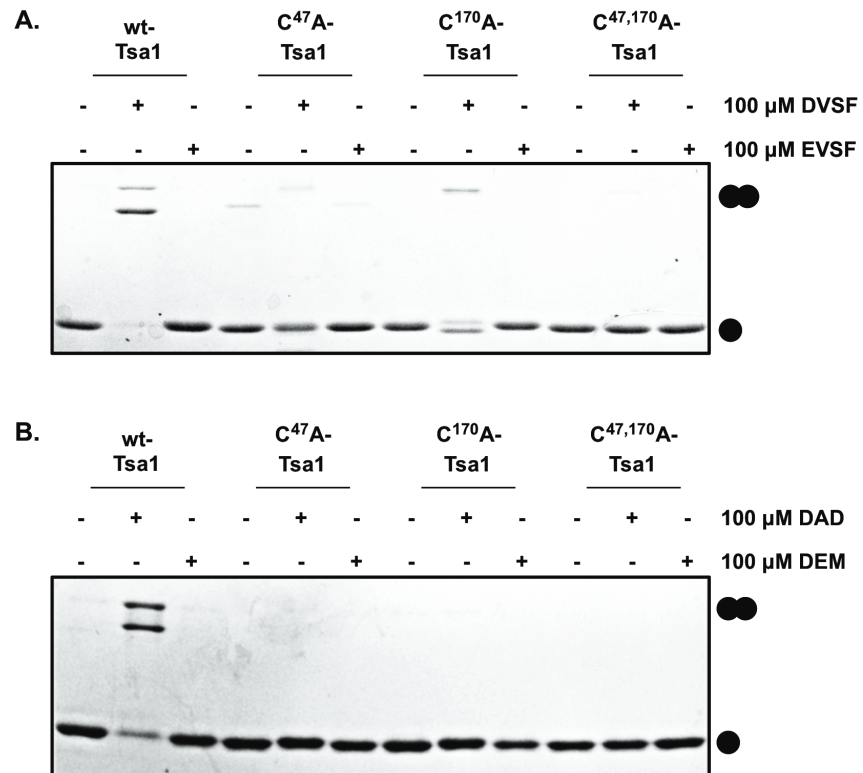 A.
wt-
Tsa1
C47A-
Tsa1
C170A-
Tsa1
C47,170A-
Tsa1
- + - - + - - + - - + - 100 µM DVSF
- - + - - + - - + - - + 100 µM EVSF
B.
wt-
Tsa1
C47A-
Tsa1
C170A-
Tsa1
C47,170A-
Tsa1
- + - - + - - + - - + - 100 µM DAD
- - + - - + - - + - - + 100 µM DEM